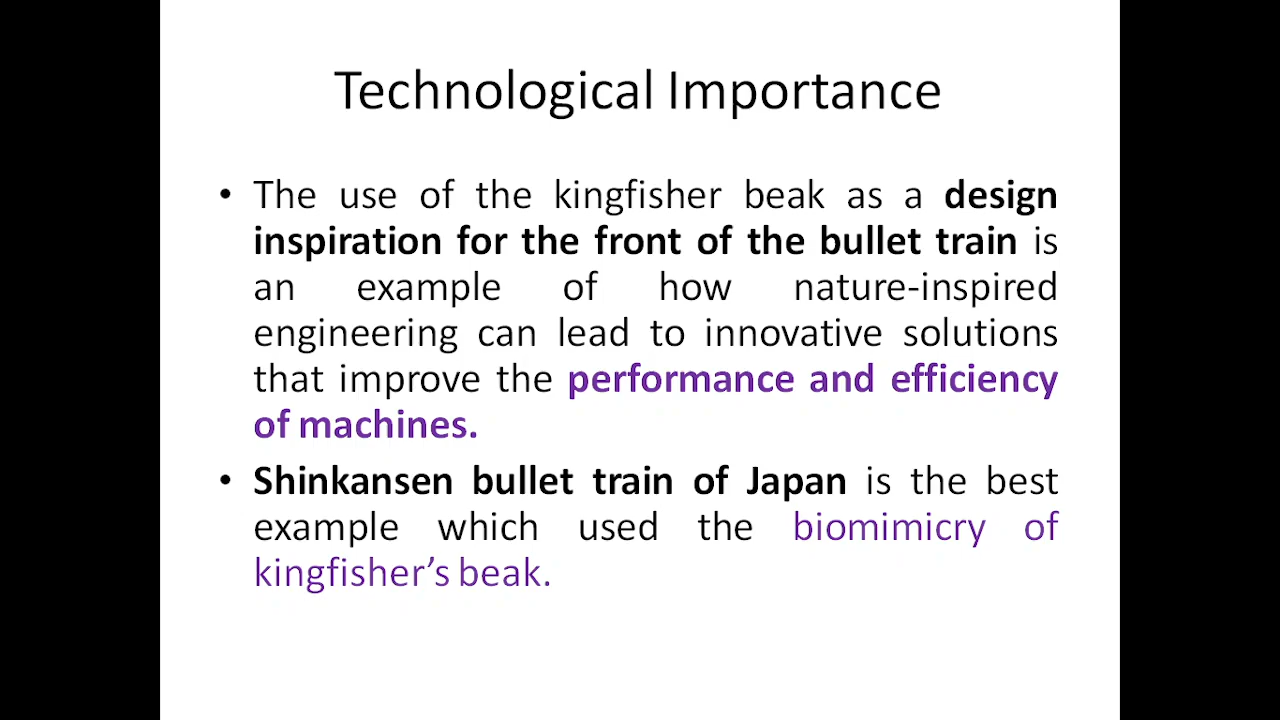 Technological Importance
• The use of the kingfisher beak as a design
inspiration for the front of the bullet train is
an example of how nature-inspired
engineering can lead to innovative solutions
that improve the performance and efficiency
of machines.
• Shinkansen bullet train of Japan is the best
example which used the biomimicry of
kingfisher’s beak.